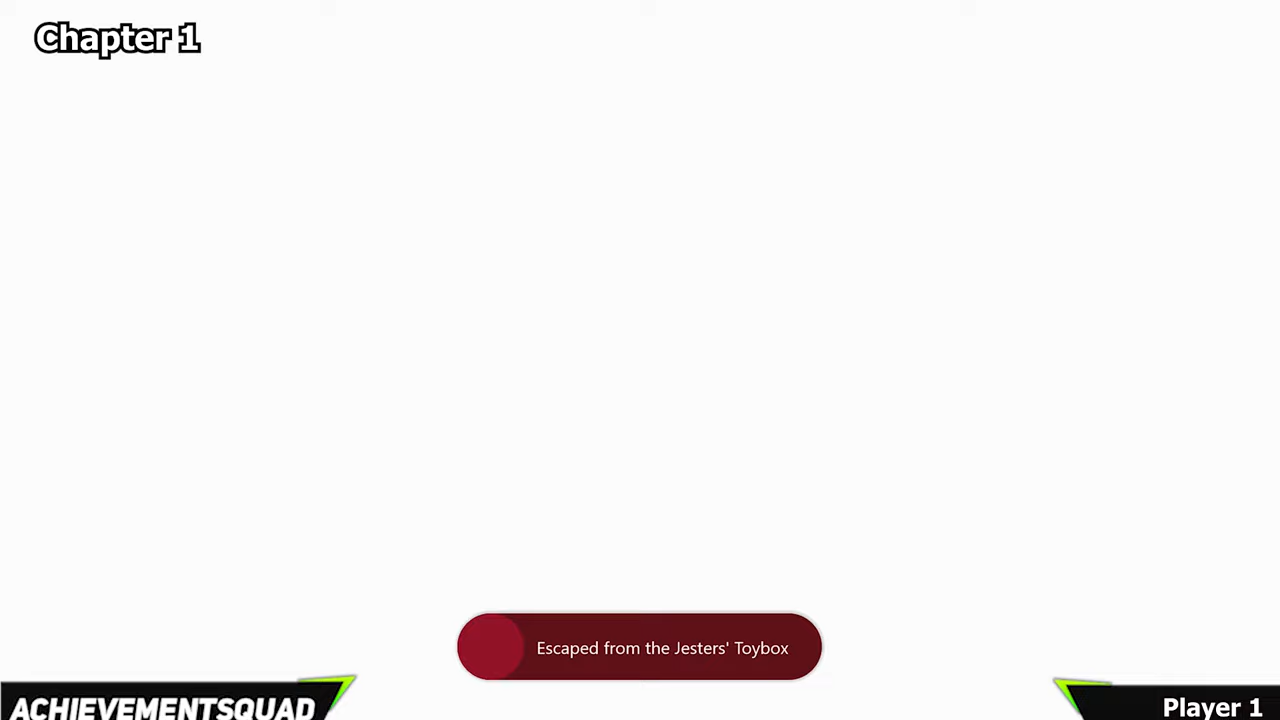 Chapter 1
Escaped from the Jesters' Toybox
ACHIEVEMENTSQUAD
Player 1